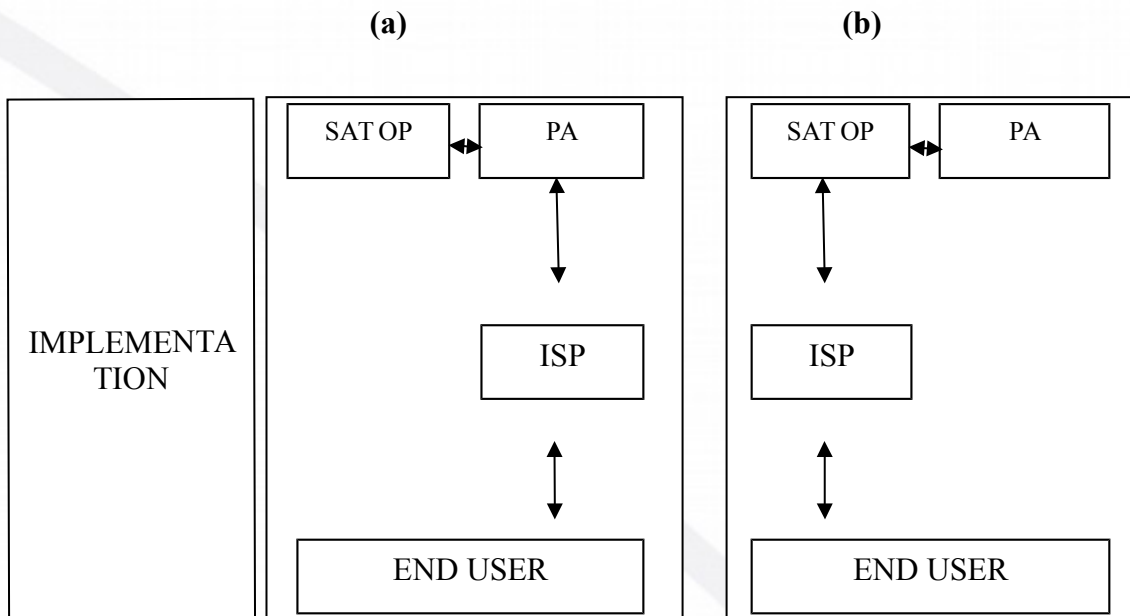 (a) (b)
SAT OP PA SAT OP PA
IMPLEMENTA
TION
ISP ISP
END USER END USER